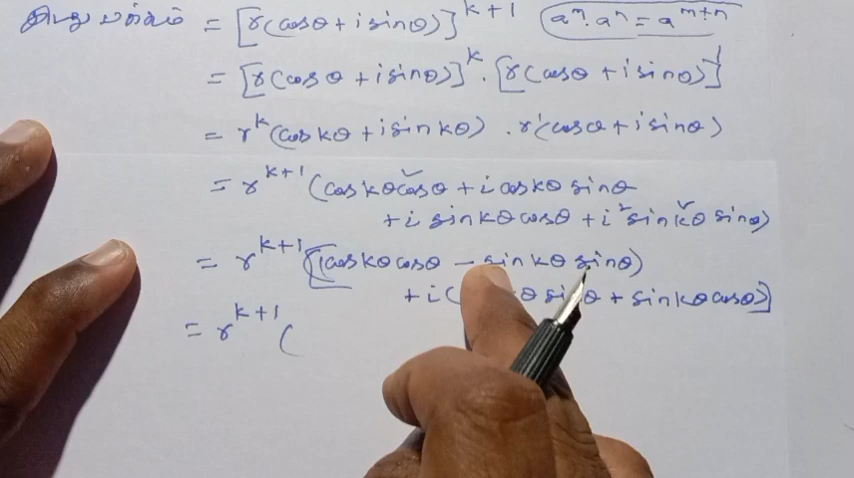 இடது பக்கம் = [r(cosθ+i sinθ)]^{k+1} a^m · a^n = a^{m+n}
= [r(cosθ+i sinθ)]^k · [r(cosθ+i sinθ)]^1
= r^k (cos kθ + i sin kθ) · r^1 (cosθ + i sinθ)
= r^{k+1} (cos kθ cosθ + i cos kθ sinθ
+ i sin kθ cosθ + i² sin kθ sinθ)
= r^{k+1} [(cos kθ cosθ − sin kθ sinθ)
+ i ( θ sinθ + sin kθ cosθ)]
= r^{k+1} (